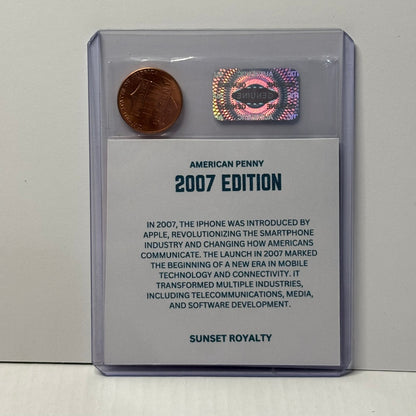 GENUINE
AMERICAN PENNY
2007 EDITION
IN 2007, THE IPHONE WAS INTRODUCED BY
APPLE, REVOLUTIONIZING THE SMARTPHONE
INDUSTRY AND CHANGING HOW AMERICANS
COMMUNICATE. THE LAUNCH IN 2007 MARKED
THE BEGINNING OF A NEW ERA IN MOBILE
TECHNOLOGY AND CONNECTIVITY. IT
TRANSFORMED MULTIPLE INDUSTRIES,
INCLUDING TELECOMMUNICATIONS, MEDIA,
AND SOFTWARE DEVELOPMENT.
SUNSET ROYALTY